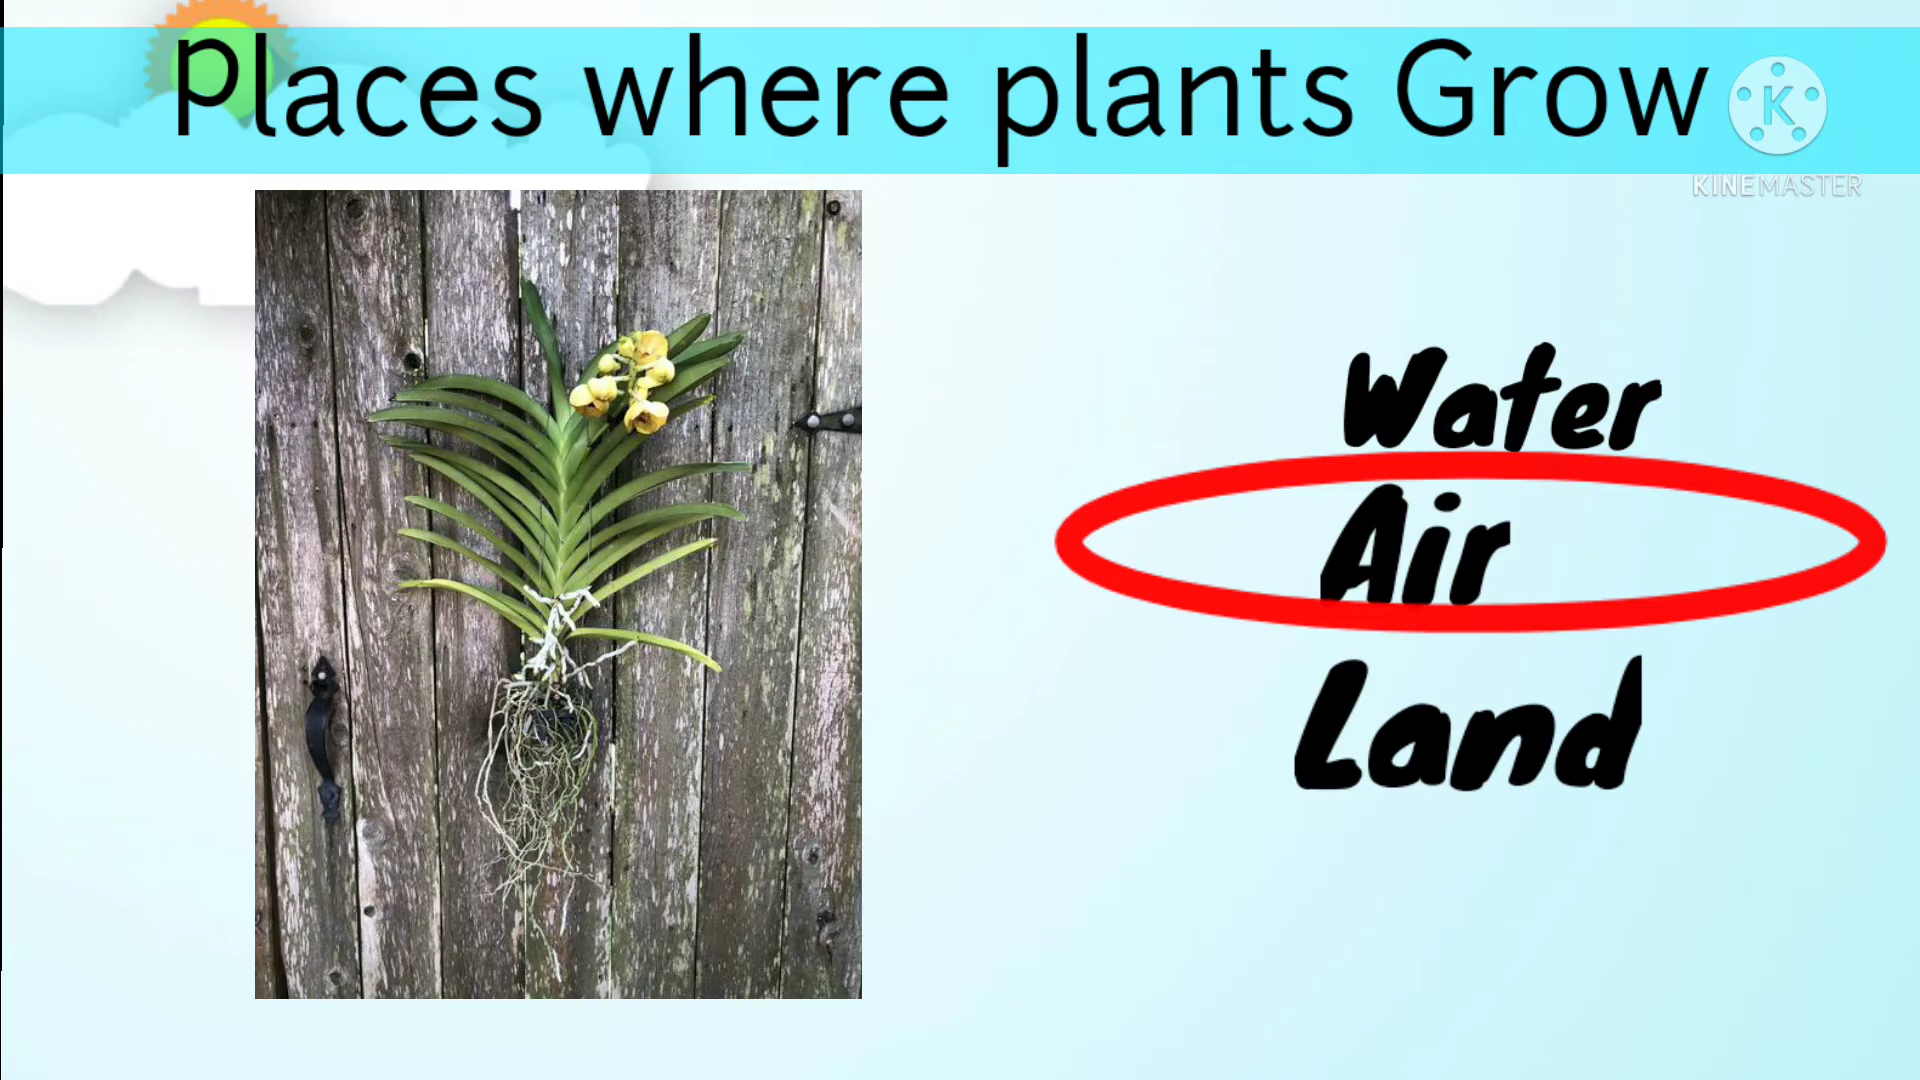 Places where plants Grow
K
KINEMASTER
Water
Air
Land